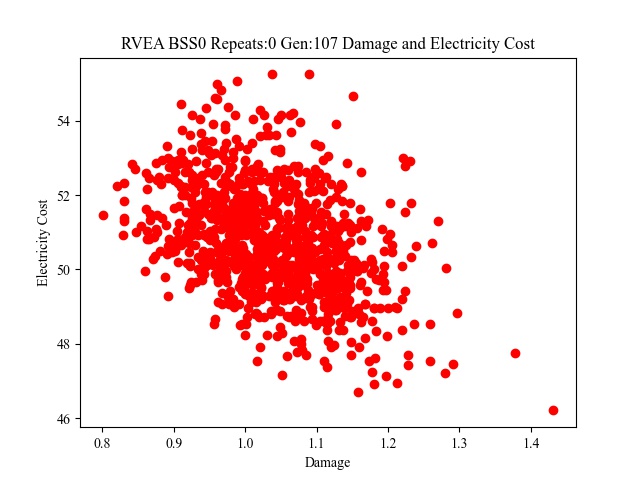 RVEA BSS0 Repeats:0 Gen:107 Damage and Electricity Cost
Electricity Cost
54
52
50
48
46
0.8 0.9 1.0 1.1 1.2 1.3 1.4
Damage